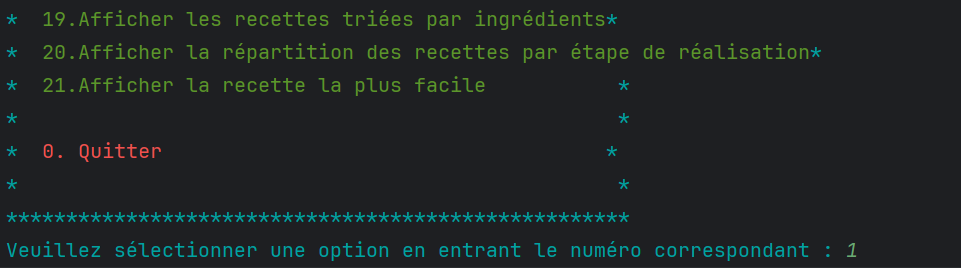 *  19.Afficher les recettes triées par ingrédients*
*  20.Afficher la répartition des recettes par étape de réalisation*
*  21.Afficher la recette la plus facile           *
*                                                  *
*  0. Quitter                                     *
*                                                  *
****************************************************
Veuillez sélectionner une option en entrant le numéro correspondant : 1